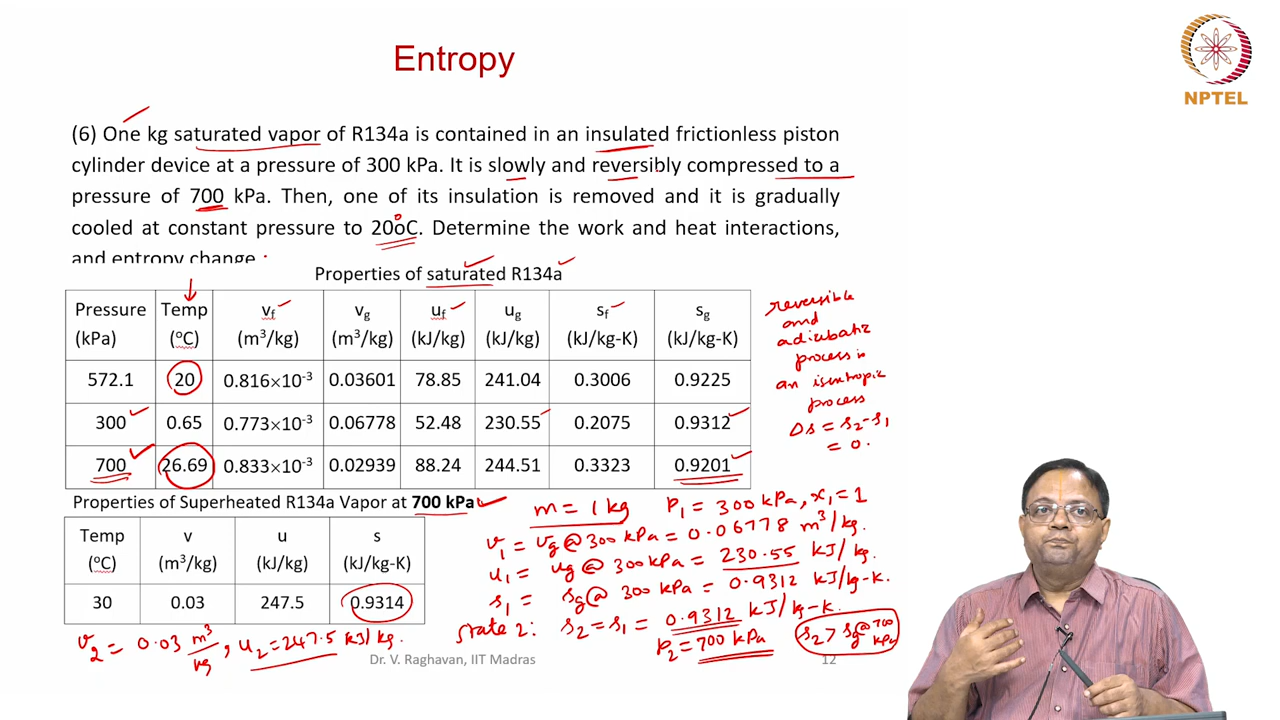 Entropy
NPTEL
(6) One kg saturated vapor of R134a is contained in an insulated frictionless piston
cylinder device at a pressure of 300 kPa. It is slowly and reversibly compressed to a
pressure of 700 kPa. Then, one of its insulation is removed and it is gradually
cooled at constant pressure to 20oC. Determine the work and heat interactions,
and entropy change.
Properties of saturated R134a
Pressure (kPa) Temp (oC) vf (m3/kg) vg (m3/kg) uf (kJ/kg) ug (kJ/kg) sf (kJ/kg-K) sg (kJ/kg-K)
572.1 20 0.816×10-3 0.03601 78.85 241.04 0.3006 0.9225
300 0.65 0.773×10-3 0.06778 52.48 230.55 0.2075 0.9312
700 26.69 0.833×10-3 0.02939 88.24 244.51 0.3323 0.9201
reversible
and
adiabatic
process is
an isentropic
process
Δs = s2-s1
= 0.
Properties of Superheated R134a Vapor at 700 kPa
Temp (oC) v (m3/kg) u (kJ/kg) s (kJ/kg-K)
30 0.03 247.5 0.9314
m = 1 kg P1 = 300 kPa, x1 = 1
v1 = vg @ 300 kPa = 0.06778 m3/kg.
u1 = ug @ 300 kPa = 230.55 kJ/kg.
s1 = sg @ 300 kPa = 0.9312 kJ/kg-K.
State 2: s2 = s1 = 0.9312 kJ/kg-K.
P2 = 700 kPa s2 > sg @ 700 kPa
v2 = 0.03 m3/kg, u2 = 247.5 kJ/kg.
Dr. V. Raghavan, IIT Madras
12